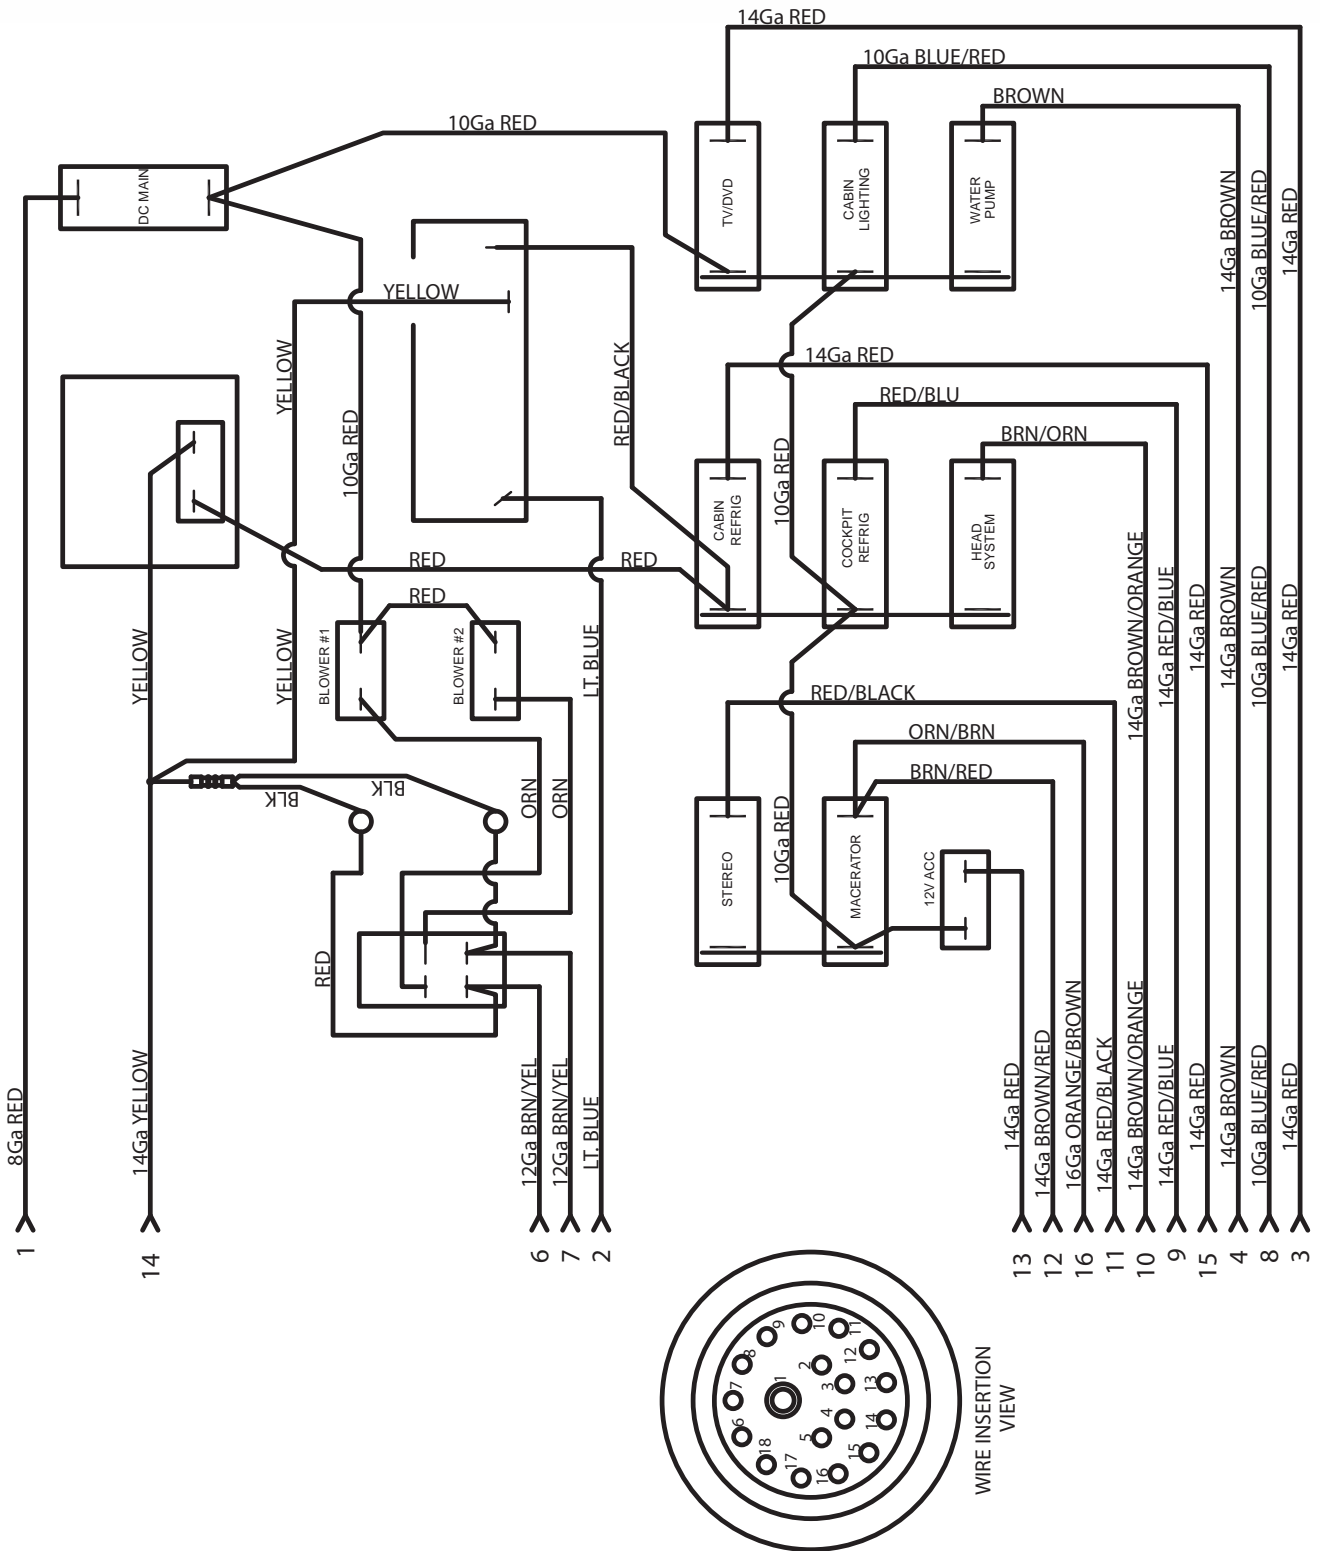 14Ga RED
10Ga BLUE/RED
BROWN
10Ga RED
DC MAIN
TV/DVD
CABIN
LIGHTING
WATER
PUMP
14Ga BROWN
10Ga BLUE/RED
14Ga RED
YELLOW
YELLOW
10Ga RED
RED/BLACK
14Ga RED
RED/BLU
BRN/ORN
10Ga RED
CABIN
REFRIG
COCKPIT
REFRIG
HEAD
SYSTEM
RED
RED
RED
YELLOW
YELLOW
BLOWER #1
BLOWER #2
LT. BLUE
14Ga BROWN/ORANGE
14Ga RED/BLUE
14Ga RED
14Ga BROWN
10Ga BLUE/RED
14Ga RED
RED/BLACK
ORN/BRN
BRN/RED
BLK
BLK
ORN
ORN
10Ga RED
STEREO
MACERATOR
12V ACC
RED
8Ga RED
14Ga YELLOW
12Ga BRN/YEL
12Ga BRN/YEL
LT. BLUE
14Ga RED
14Ga BROWN/RED
16Ga ORANGE/BROWN
14Ga RED/BLACK
14Ga BROWN/ORANGE
14Ga RED/BLUE
14Ga RED
14Ga BROWN
10Ga BLUE/RED
14Ga RED
1
14
6
7
2
13
12
16
11
10
9
15
4
8
3
1
2
3
4
5
6
7
8
9
10
11
12
13
14
15
16
17
18
WIRE INSERTION
VIEW